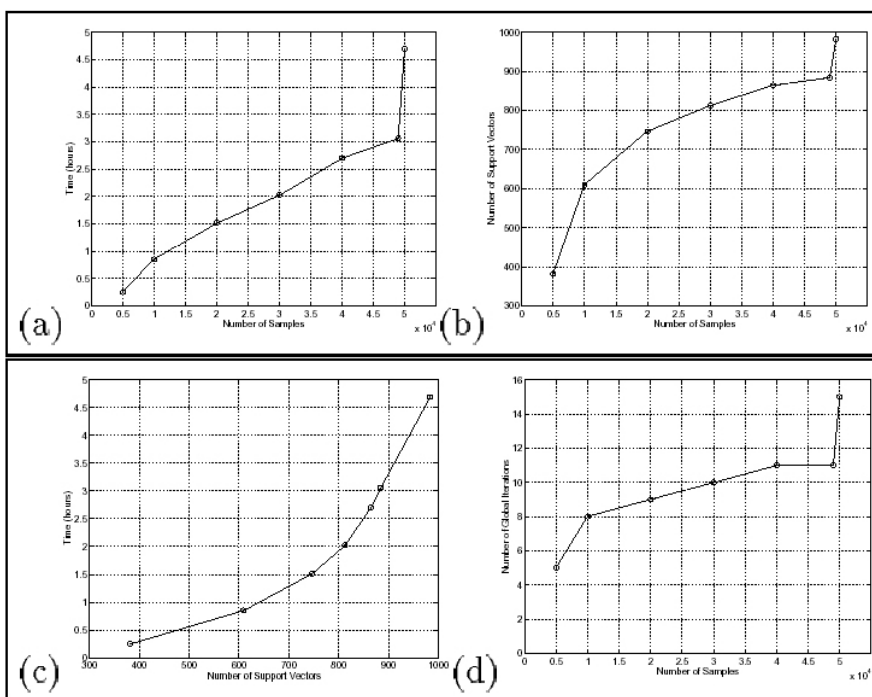 5
4.5
4
3.5
3
2.5
2
1.5
1
0.5
0
Time (hours)
0 0.5 1 1.5 2 2.5 3 3.5 4 4.5 5
Number of Samples
x 10⁴
(a)
1000
900
800
700
600
500
400
300
Number of Support Vectors
0 0.5 1 1.5 2 2.5 3 3.5 4 4.5 5
Number of Samples
x 10⁴
(b)
5
4.5
4
3.5
3
2.5
2
1.5
1
0.5
0
Time (hours)
300 400 500 600 700 800 900 1000
Number of Support Vectors
(c)
16
14
12
10
8
6
4
2
0
Number of Global Iterations
0 0.5 1 1.5 2 2.5 3 3.5 4 4.5 5
Number of Samples
x 10⁴
(d)